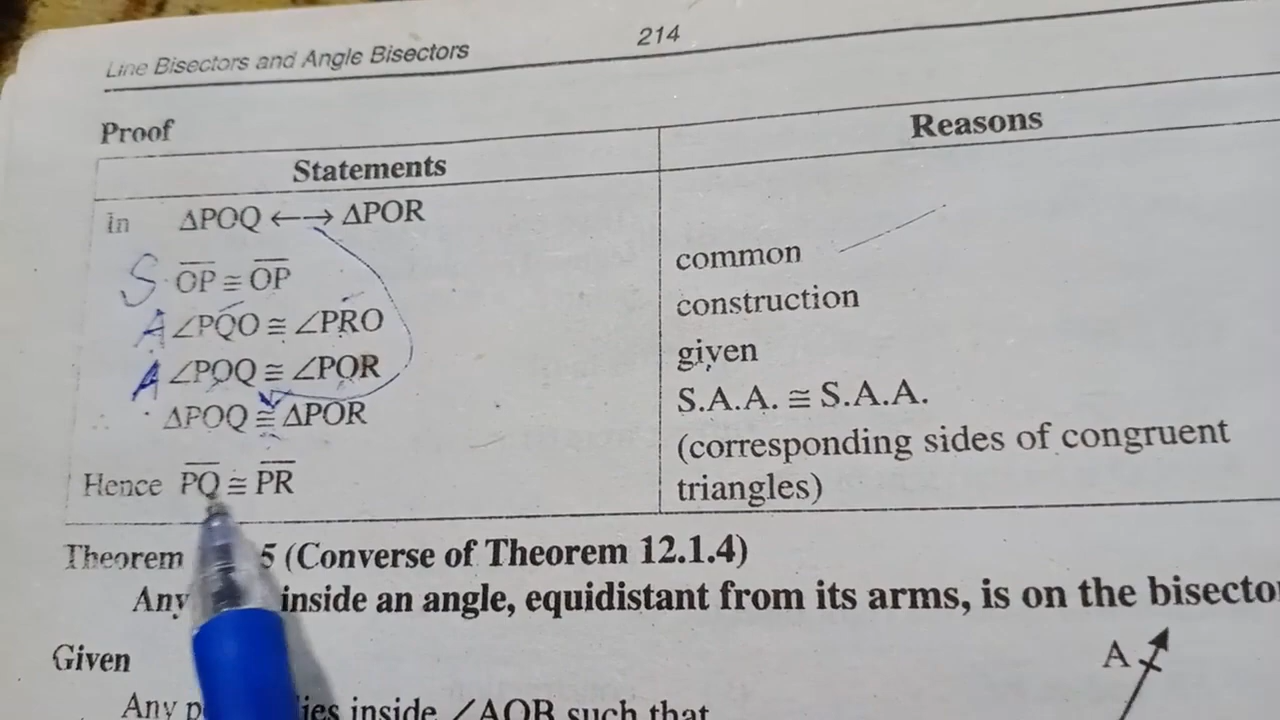 Line Bisectors and Angle Bisectors 214
Proof
Statements Reasons
in ΔPOQ ←→ ΔPOR
S OP ≅ OP common
A ∠PQO ≅ ∠PRO construction
A ∠POQ ≅ ∠POR given
∴ ΔPOQ ≅ ΔPOR S.A.A. ≅ S.A.A.
Hence PQ ≅ PR (corresponding sides of congruent
triangles)
Theorem 5 (Converse of Theorem 12.1.4)
Any inside an angle, equidistant from its arms, is on the
Given
A
Any inside ∠AOB such that